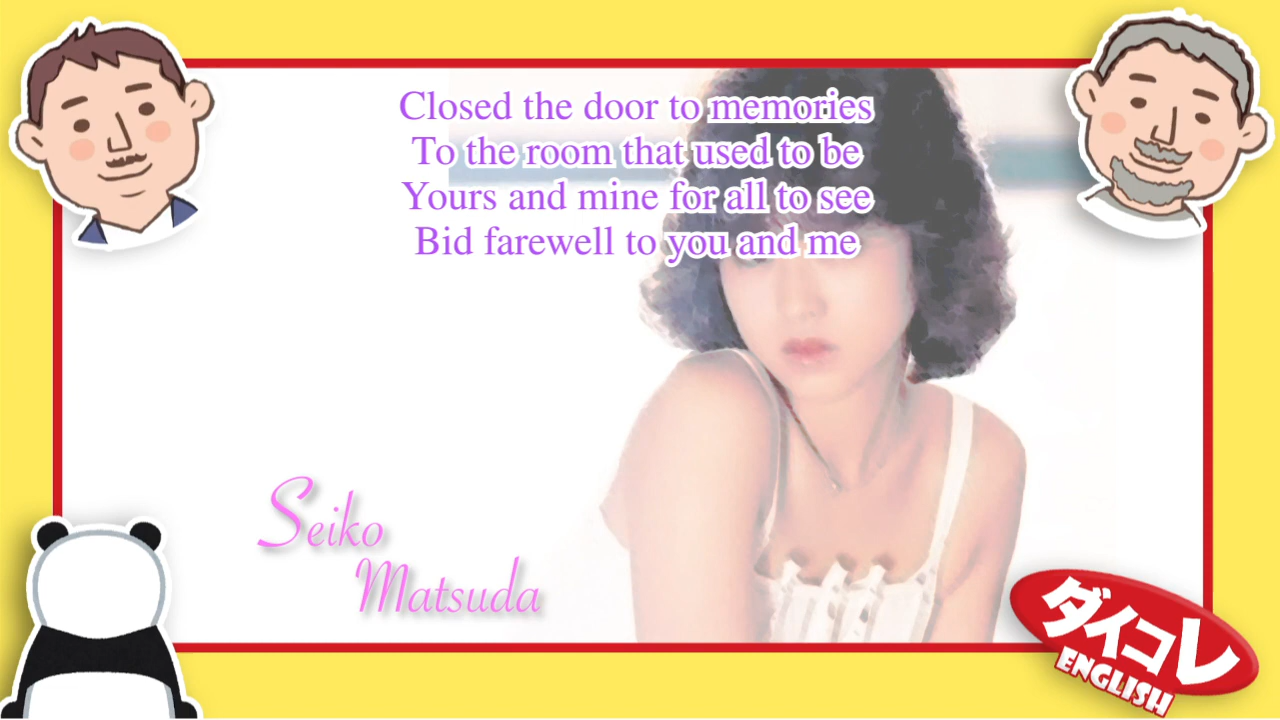 Closed the door to memories
To the room that used to be
Yours and mine for all to see
Bid farewell to you and me
Seiko
Matsuda
ダイコレ
ENGLISH